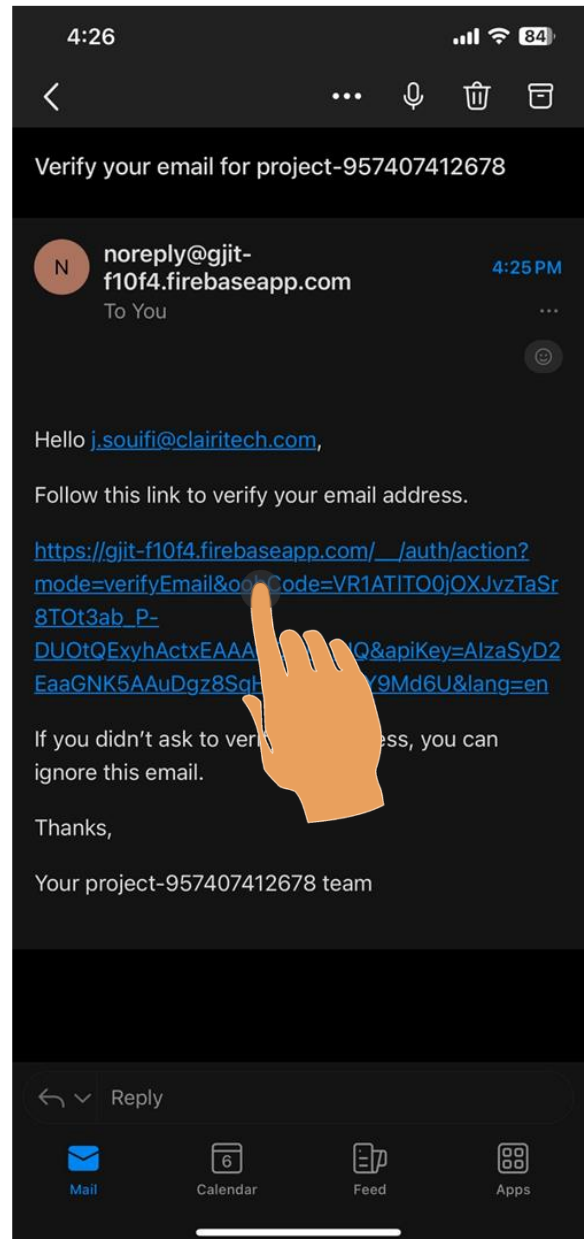 4:26
84
Verify your email for project-957407412678
N
noreply@gjit-
f10f4.firebaseapp.com
4:25 PM
To You
Hello j.souifi@clairitech.com,
Follow this link to verify your email address.
https://gjit-f10f4.firebaseapp.com/__/auth/action?
mode=verifyEmail&oobCode=VR1ATITO0jOXJvzTaSr
8TOt3ab_P-
DUOtQExyhActxEAAA Q&apiKey=AIzaSyD2
EaaGNK5AAuDgz8SqH Y9Md6U&lang=en
If you didn't ask to ess, you can
ignore this email.
Thanks,
Your project-957407412678 team
Reply
6
Mail
Calendar
Feed
Apps